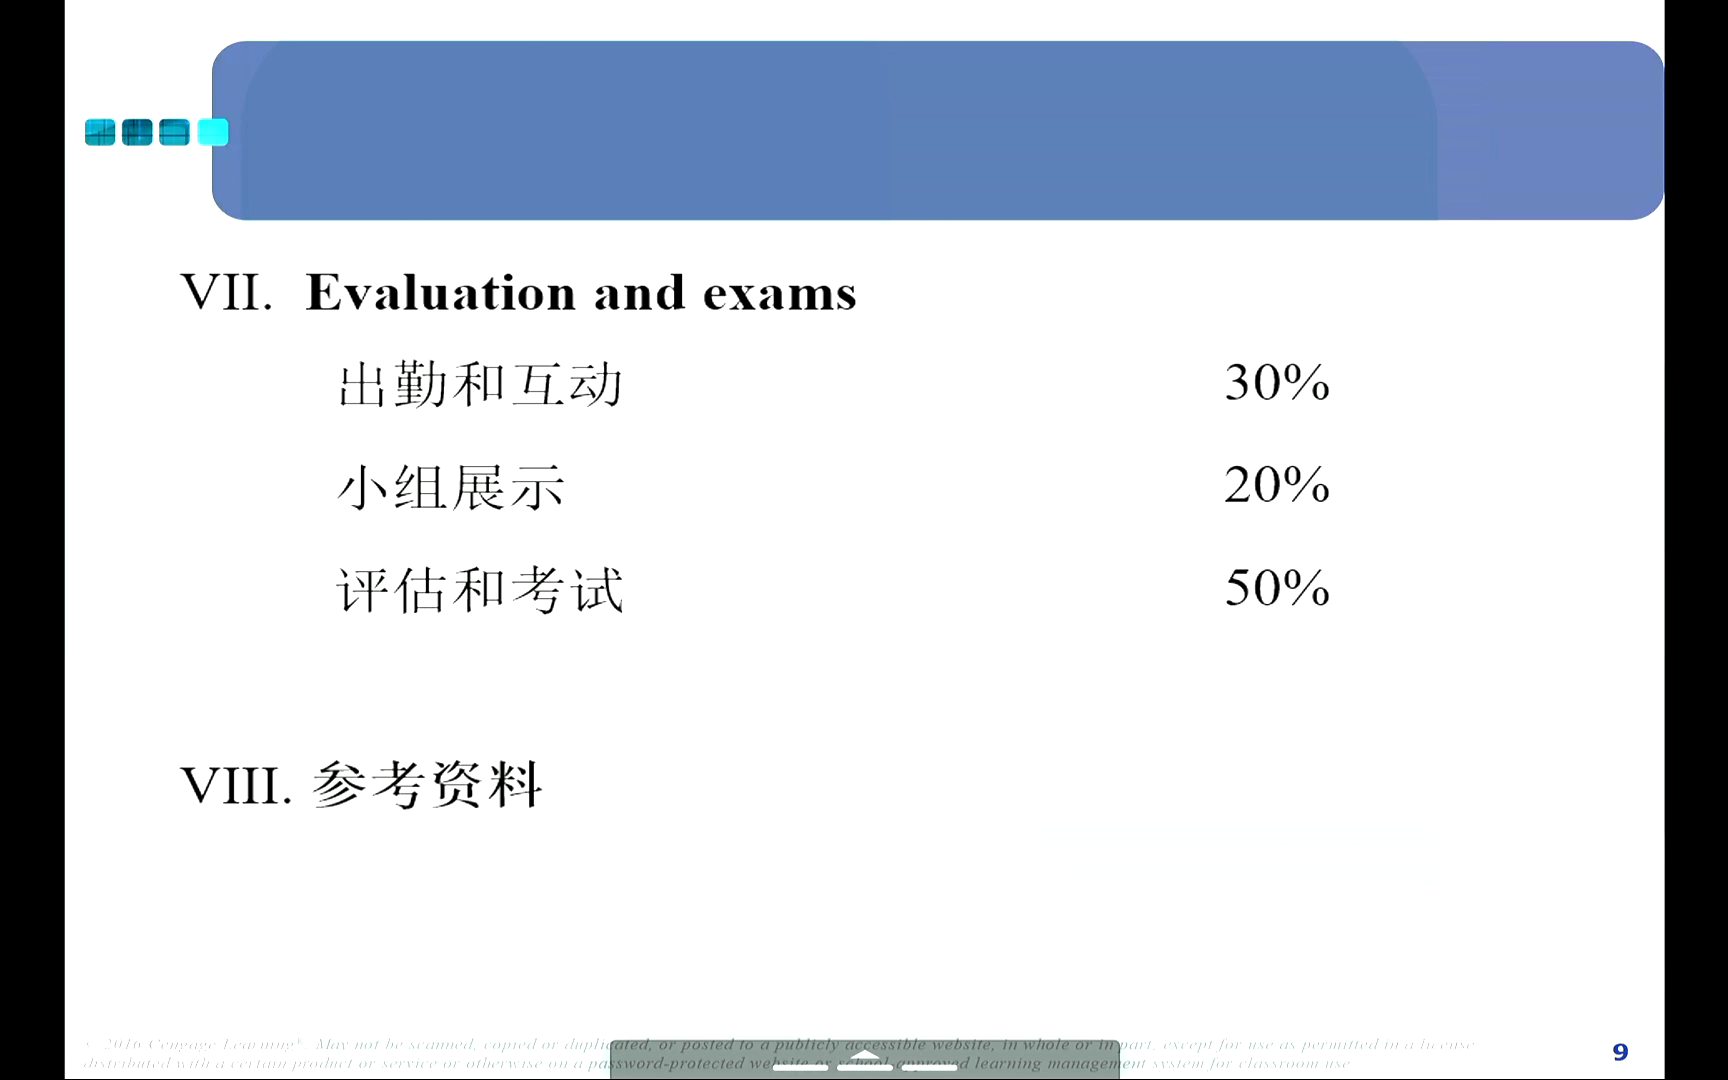 VII. Evaluation and exams
出勤和互动 30%
小组展示 20%
评估和考试 50%
VIII. 参考资料
© 2016 Cengage Learning®. May not be scanned, copied or duplicated, or posted to a publicly accessible website, in whole or in part, except for use as permitted in a license
distributed with a certain product or service or otherwise on a password-protected website or school-approved learning management system for classroom use
9